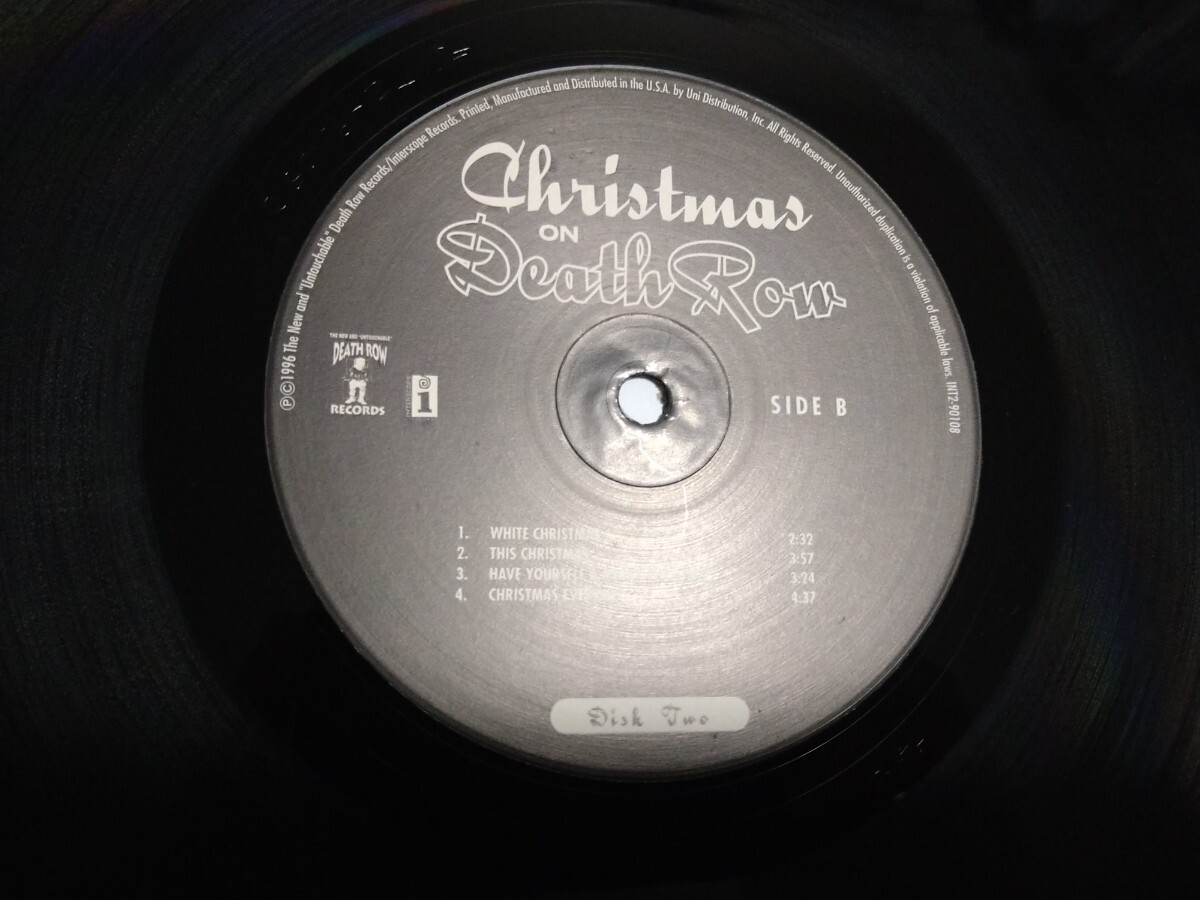 ℗©1996 The New and "Untouchable" Death Row Records/Interscope Records. Printed, Manufactured and Distributed in the U.S.A. by Uni Distribution, Inc. All Rights Reserved. Unauthorized duplication is a violation of applicable laws. INT2-90108
Christmas
ON
Death Row
THE NEW AND "UNTOUCHABLE"
DEATH ROW
RECORDS
INTERSCOPE
i
SIDE B
1. WHITE CHRISTMAS 2:32
2. THIS CHRISTMAS 3:57
3. HAVE YOURSELF 3:24
4. CHRISTMAS EVE 4:37
Disk Two